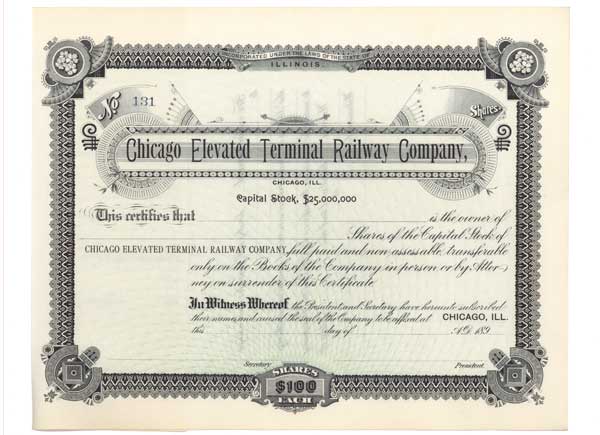 INCORPORATED UNDER THE LAWS OF THE STATE OF
ILLINOIS.
No 131
Shares
Chicago Elevated Terminal Railway Company,
CHICAGO, ILL.
Capital Stock, $25,000,000
This certifies that is the owner of
Shares of the Capital Stock of
CHICAGO ELEVATED TERMINAL RAILWAY COMPANY, full paid and non-assessable, transferable
only on the Books of the Company in person or by Attor-
ney on surrender of this Certificate.
In Witness Whereof the President and Secretary have hereunto subscribed
their names and caused the seal of the Company to be affixed at CHICAGO, ILL.
this day of A.D. 189
Secretary. President.
SHARES
$100
EACH